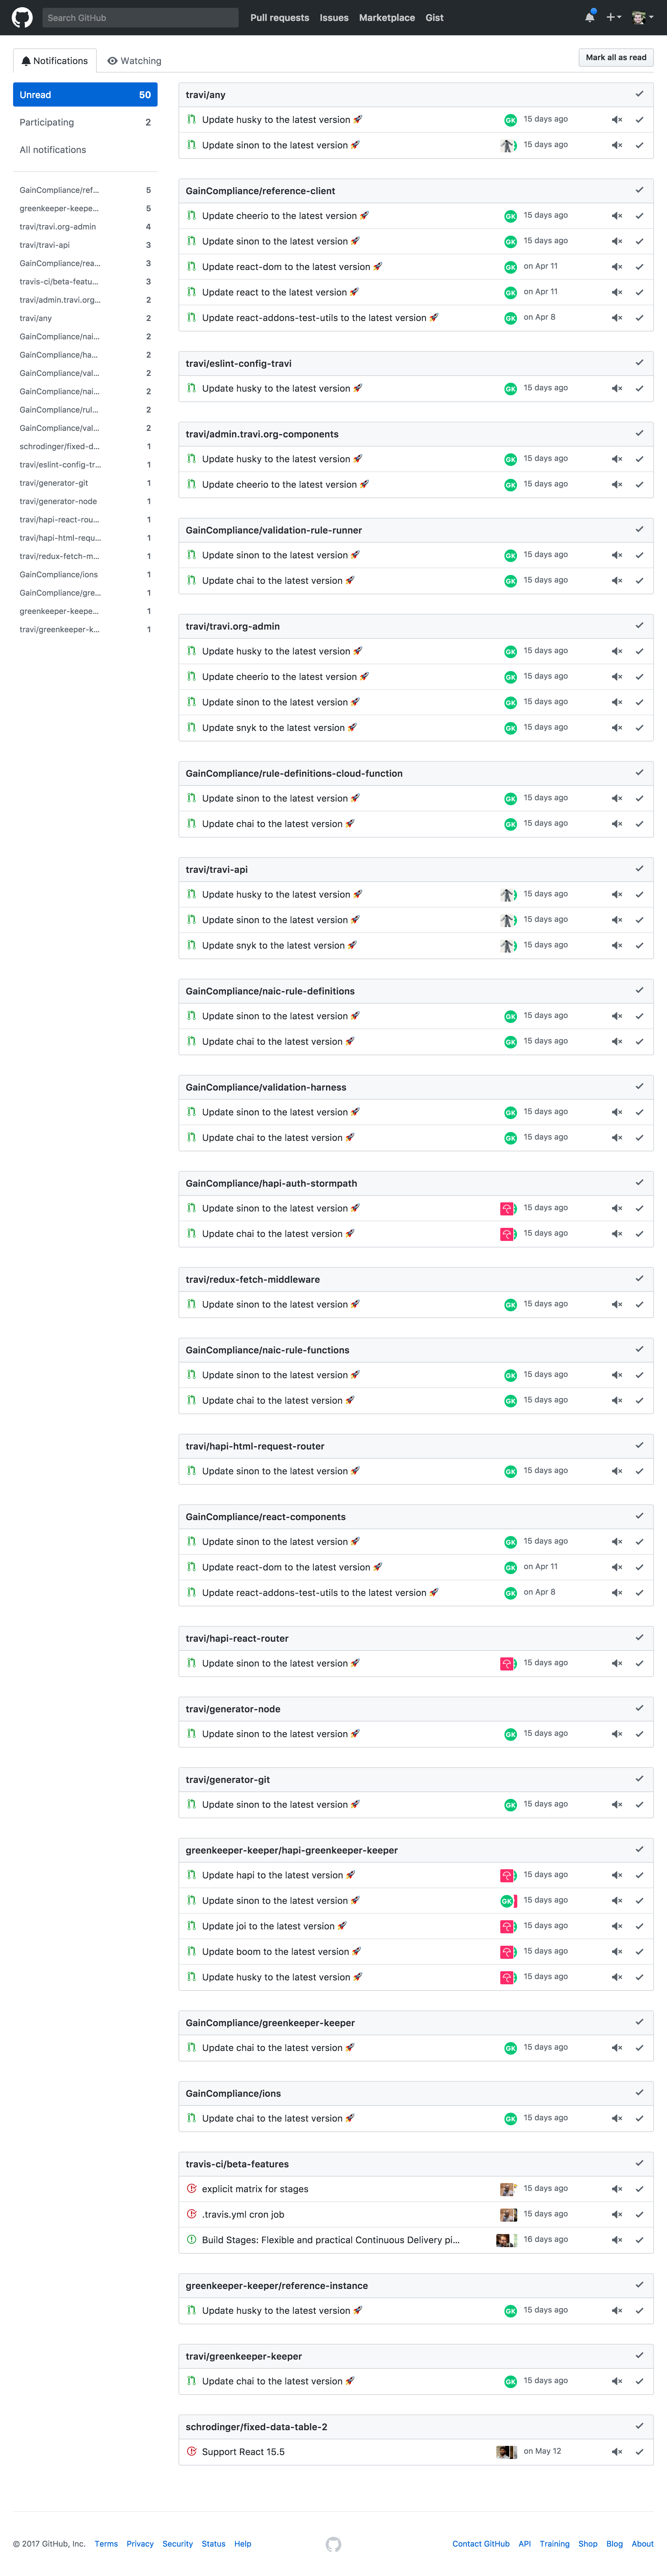 Search GitHub
Pull requests Issues Marketplace Gist
Notifications Watching Mark all as read
Unread 50
Participating 2
All notifications
GainCompliance/ref... 5
greenkeeper-keepe... 5
travi/travi.org-admin 4
travi/travi-api 3
GainCompliance/rea... 3
travis-ci/beta-featu... 3
travi/admin.travi.org... 2
travi/any 2
GainCompliance/nai... 2
GainCompliance/ha... 2
GainCompliance/val... 2
GainCompliance/nai... 2
GainCompliance/rul... 2
GainCompliance/val... 2
schrodinger/fixed-d... 1
travi/eslint-config-tr... 1
travi/generator-git 1
travi/generator-node 1
travi/hapi-react-rou... 1
travi/hapi-html-requ... 1
travi/redux-fetch-m... 1
GainCompliance/ions 1
GainCompliance/gre... 1
greenkeeper-keepe... 1
travi/greenkeeper-k... 1
travi/any
Update husky to the latest version 🚀 GK 15 days ago
Update sinon to the latest version 🚀 15 days ago
GainCompliance/reference-client
Update cheerio to the latest version 🚀 GK 15 days ago
Update sinon to the latest version 🚀 GK 15 days ago
Update react-dom to the latest version 🚀 GK on Apr 11
Update react to the latest version 🚀 GK on Apr 11
Update react-addons-test-utils to the latest version 🚀 GK on Apr 8
travi/eslint-config-travi
Update husky to the latest version 🚀 GK 15 days ago
travi/admin.travi.org-components
Update husky to the latest version 🚀 GK 15 days ago
Update cheerio to the latest version 🚀 GK 15 days ago
GainCompliance/validation-rule-runner
Update sinon to the latest version 🚀 GK 15 days ago
Update chai to the latest version 🚀 GK 15 days ago
travi/travi.org-admin
Update husky to the latest version 🚀 GK 15 days ago
Update cheerio to the latest version 🚀 GK 15 days ago
Update sinon to the latest version 🚀 GK 15 days ago
Update snyk to the latest version 🚀 GK 15 days ago
GainCompliance/rule-definitions-cloud-function
Update sinon to the latest version 🚀 GK 15 days ago
Update chai to the latest version 🚀 GK 15 days ago
travi/travi-api
Update husky to the latest version 🚀 15 days ago
Update sinon to the latest version 🚀 15 days ago
Update snyk to the latest version 🚀 15 days ago
GainCompliance/naic-rule-definitions
Update sinon to the latest version 🚀 GK 15 days ago
Update chai to the latest version 🚀 GK 15 days ago
GainCompliance/validation-harness
Update sinon to the latest version 🚀 GK 15 days ago
Update chai to the latest version 🚀 GK 15 days ago
GainCompliance/hapi-auth-stormpath
Update sinon to the latest version 🚀 15 days ago
Update chai to the latest version 🚀 15 days ago
travi/redux-fetch-middleware
Update sinon to the latest version 🚀 GK 15 days ago
GainCompliance/naic-rule-functions
Update sinon to the latest version 🚀 GK 15 days ago
Update chai to the latest version 🚀 GK 15 days ago
travi/hapi-html-request-router
Update sinon to the latest version 🚀 GK 15 days ago
GainCompliance/react-components
Update sinon to the latest version 🚀 GK 15 days ago
Update react-dom to the latest version 🚀 GK on Apr 11
Update react-addons-test-utils to the latest version 🚀 GK on Apr 8
travi/hapi-react-router
Update sinon to the latest version 🚀 15 days ago
travi/generator-node
Update sinon to the latest version 🚀 GK 15 days ago
travi/generator-git
Update sinon to the latest version 🚀 GK 15 days ago
greenkeeper-keeper/hapi-greenkeeper-keeper
Update hapi to the latest version 🚀 15 days ago
Update sinon to the latest version 🚀 GK 15 days ago
Update joi to the latest version 🚀 15 days ago
Update boom to the latest version 🚀 15 days ago
Update husky to the latest version 🚀 15 days ago
GainCompliance/greenkeeper-keeper
Update chai to the latest version 🚀 GK 15 days ago
GainCompliance/ions
Update chai to the latest version 🚀 GK 15 days ago
travis-ci/beta-features
explicit matrix for stages 15 days ago
.travis.yml cron job 15 days ago
Build Stages: Flexible and practical Continuous Delivery pi... 16 days ago
greenkeeper-keeper/reference-instance
Update husky to the latest version 🚀 GK 15 days ago
travi/greenkeeper-keeper
Update chai to the latest version 🚀 GK 15 days ago
schrodinger/fixed-data-table-2
Support React 15.5 on May 12
© 2017 GitHub, Inc. Terms Privacy Security Status Help Contact GitHub API Training Shop Blog About